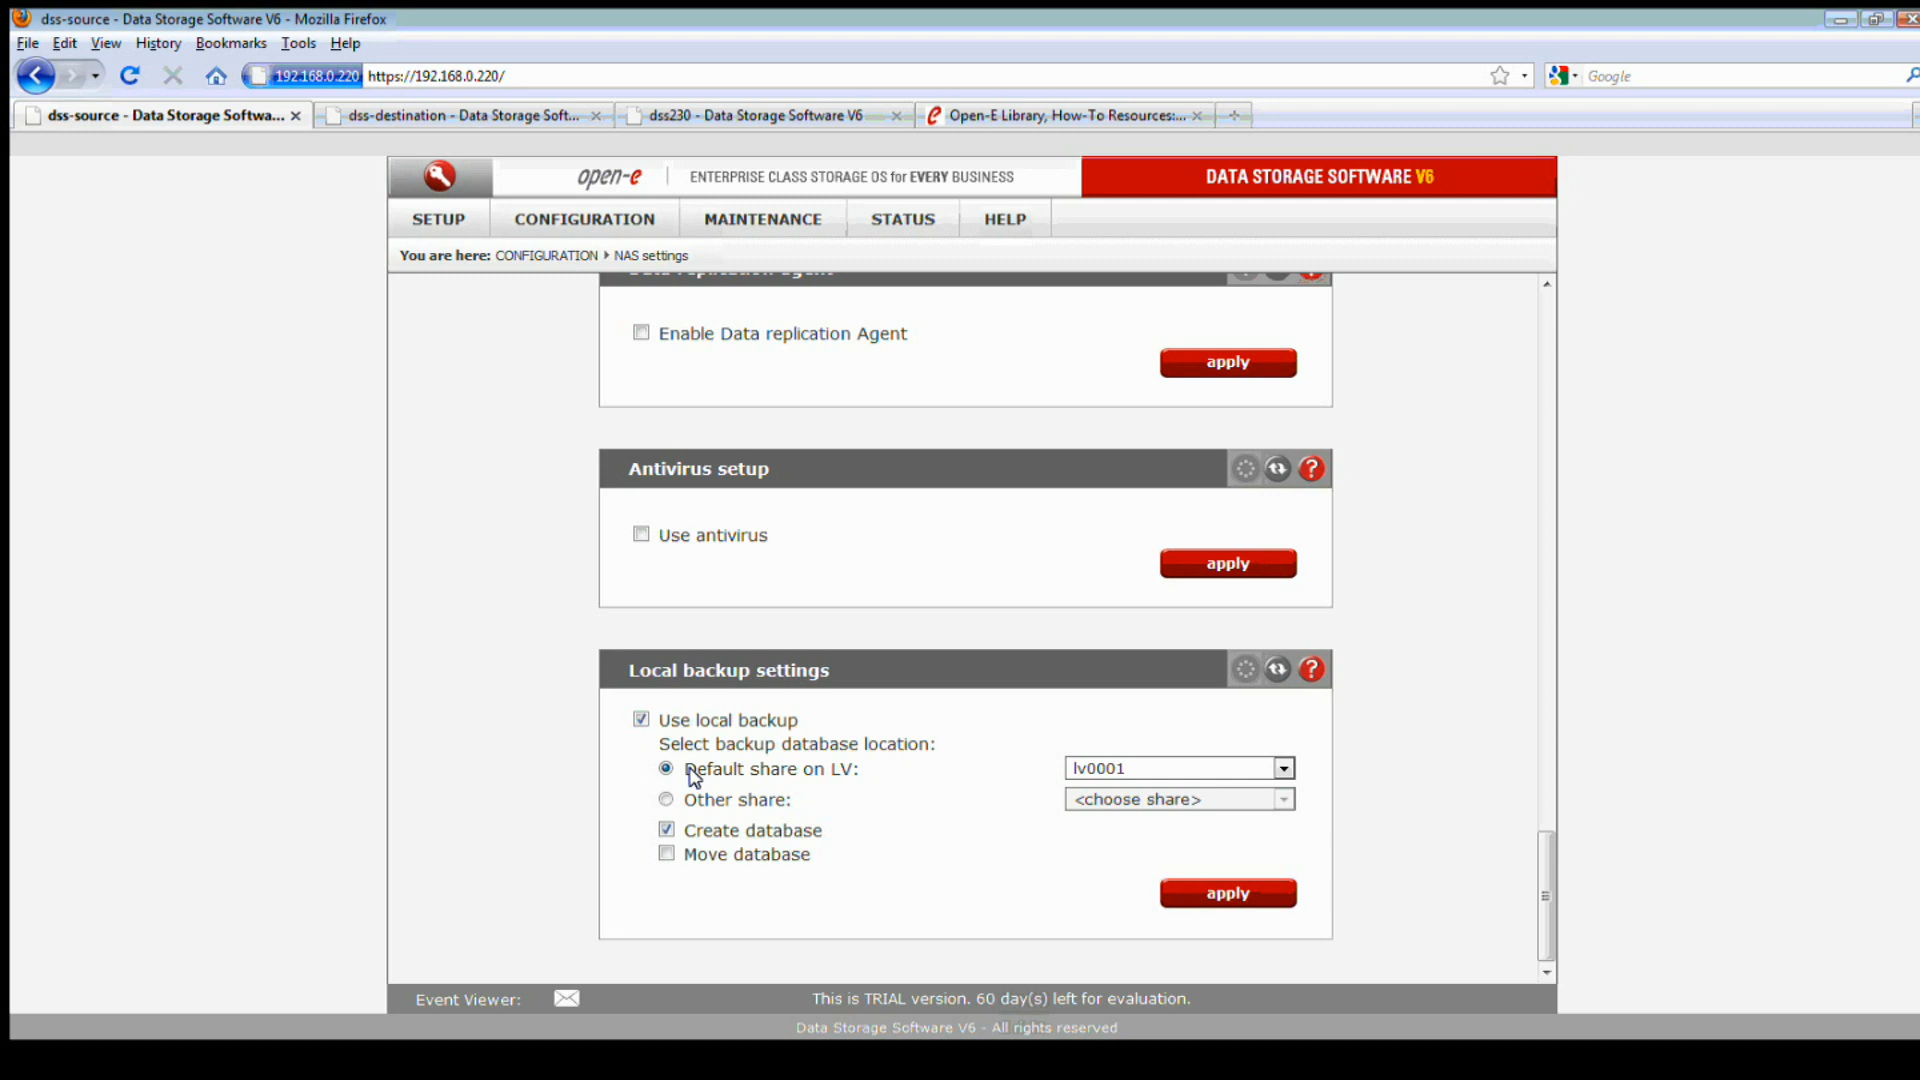 dss-source - Data Storage Software V6 - Mozilla Firefox
File Edit View History Bookmarks Tools Help
192.168.0.220 https://192.168.0.220/
Google
dss-source - Data Storage Softwa...
dss-destination - Data Storage Soft...
dss230 - Data Storage Software V6
Open-E Library, How-To Resources:...
open-e
ENTERPRISE CLASS STORAGE OS for EVERY BUSINESS
DATA STORAGE SOFTWARE V6
SETUP CONFIGURATION MAINTENANCE STATUS HELP
You are here: CONFIGURATION NAS settings
Data replication agent
Enable Data replication Agent
apply
Antivirus setup
Use antivirus
apply
Local backup settings
Use local backup
Select backup database location:
Default share on LV: lv0001
Other share: <choose share>
Create database
Move database
apply
Event Viewer:
This is TRIAL version. 60 day(s) left for evaluation.
Data Storage Software V6 - All rights reserved